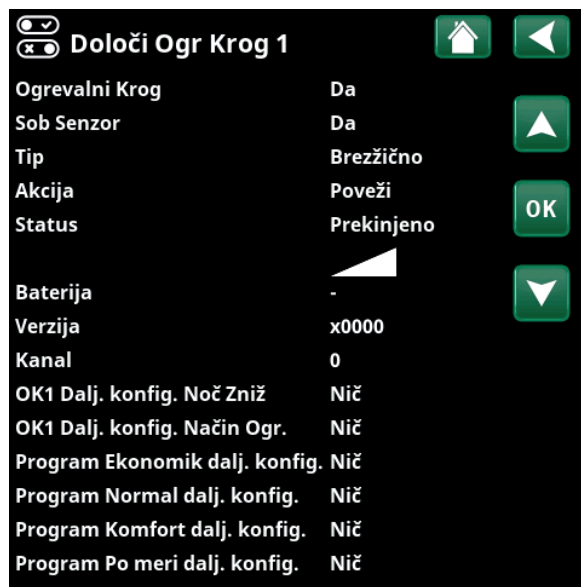 Določi Ogr Krog 1
Ogrevalni Krog Da
Sob Senzor Da
Tip Brezžično
Akcija Poveži
OK
Status Prekinjeno
Baterija -
Verzija x0000
Kanal 0
OK1 Dalj. konfig. Noč Zniž Nič
OK1 Dalj. konfig. Način Ogr. Nič
Program Ekonomik dalj. konfig. Nič
Program Normal dalj. konfig. Nič
Program Komfort dalj. konfig. Nič
Program Po meri dalj. konfig. Nič